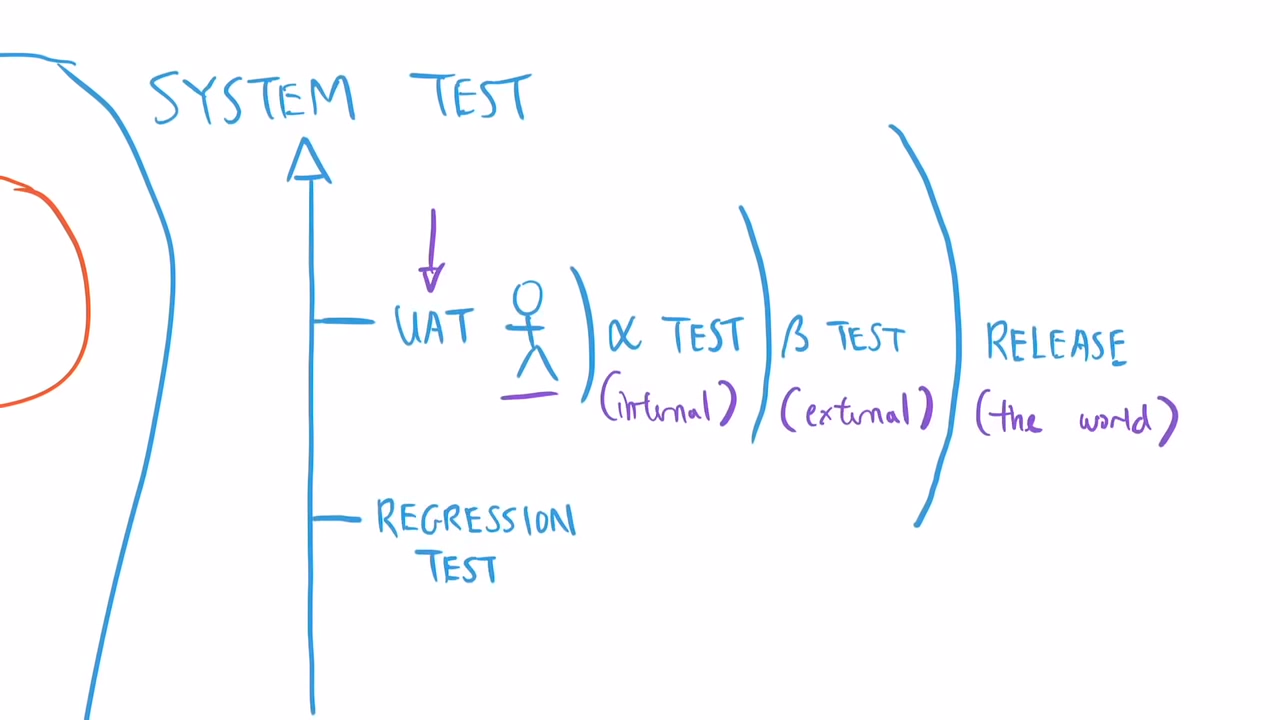 SYSTEM TEST
UAT
α TEST
(internal)
β TEST
(external)
RELEASE
(the world)
REGRESSION
TEST